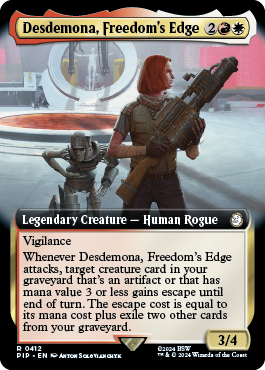 Desdemona, Freedom's Edge 2
Legendary Creature — Human Rogue
Vigilance
Whenever Desdemona, Freedom's Edge
attacks, target creature card in your
graveyard that's an artifact or that has
mana value 3 or less gains escape until
end of turn. The escape cost is equal to
its mana cost plus exile two other
cards from your graveyard.
3/4
R 0412
PIP • EN Anton Solovianchyk
©2024 BSW
™ & © 2024 Wizards of the Coast